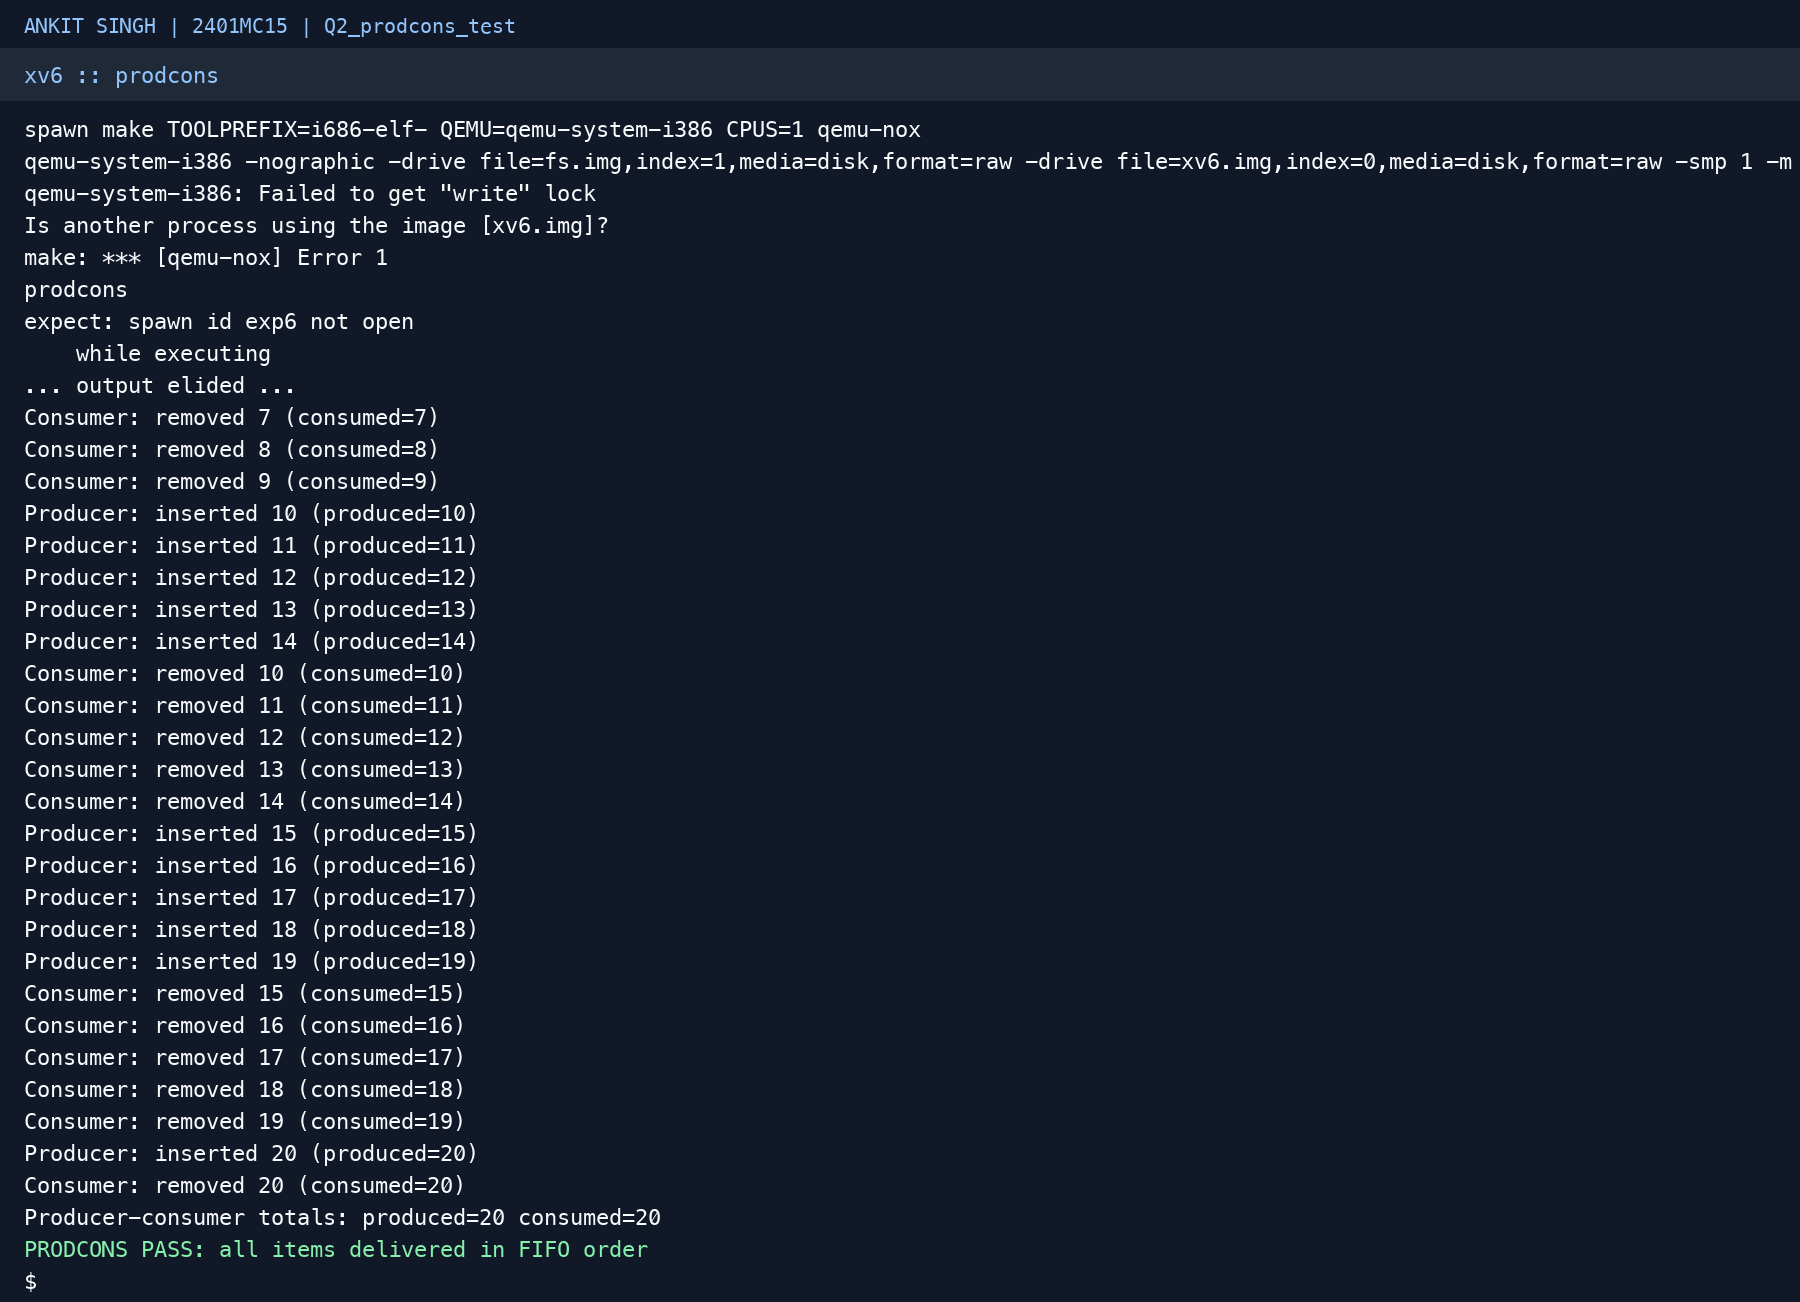 ANKIT SINGH | 2401MC15 | Q2_prodcons_test
xv6 :: prodcons
spawn make TOOLPREFIX=i686-elf- QEMU=qemu-system-i386 CPUS=1 qemu-nox
qemu-system-i386 -nographic -drive file=fs.img,index=1,media=disk,format=raw -drive file=xv6.img,index=0,media=disk,format=raw -smp 1 -m
qemu-system-i386: Failed to get "write" lock
Is another process using the image [xv6.img]?
make: *** [qemu-nox] Error 1
prodcons
expect: spawn id exp6 not open
    while executing
... output elided ...
Consumer: removed 7 (consumed=7)
Consumer: removed 8 (consumed=8)
Consumer: removed 9 (consumed=9)
Producer: inserted 10 (produced=10)
Producer: inserted 11 (produced=11)
Producer: inserted 12 (produced=12)
Producer: inserted 13 (produced=13)
Producer: inserted 14 (produced=14)
Consumer: removed 10 (consumed=10)
Consumer: removed 11 (consumed=11)
Consumer: removed 12 (consumed=12)
Consumer: removed 13 (consumed=13)
Consumer: removed 14 (consumed=14)
Producer: inserted 15 (produced=15)
Producer: inserted 16 (produced=16)
Producer: inserted 17 (produced=17)
Producer: inserted 18 (produced=18)
Producer: inserted 19 (produced=19)
Consumer: removed 15 (consumed=15)
Consumer: removed 16 (consumed=16)
Consumer: removed 17 (consumed=17)
Consumer: removed 18 (consumed=18)
Consumer: removed 19 (consumed=19)
Producer: inserted 20 (produced=20)
Consumer: removed 20 (consumed=20)
Producer-consumer totals: produced=20 consumed=20
PRODCONS PASS: all items delivered in FIFO order
$